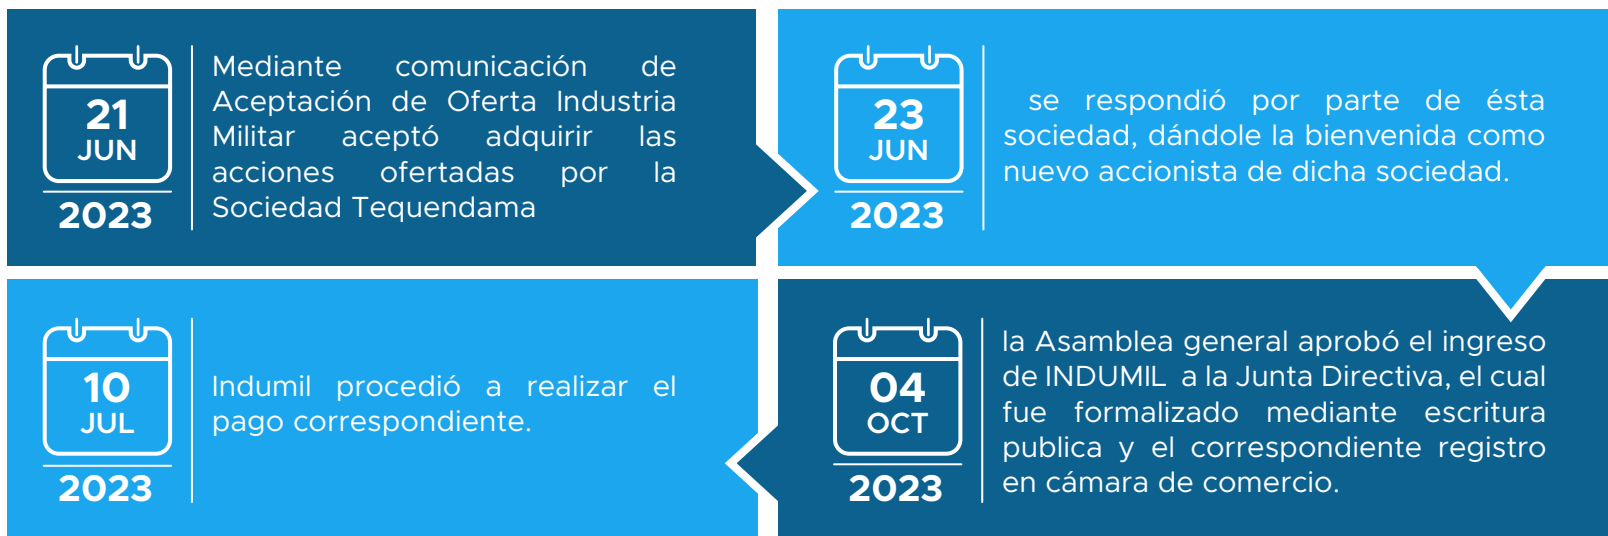 21
JUN
2023
Mediante comunicación de
Aceptación de Oferta Industria
Militar aceptó adquirir las
acciones ofertadas por la
Sociedad Tequendama
23
JUN
2023
se respondió por parte de ésta
sociedad, dándole la bienvenida como
nuevo accionista de dicha sociedad.
04
OCT
2023
la Asamblea general aprobó el ingreso
de INDUMIL a la Junta Directiva, el cual
fue formalizado mediante escritura
publica y el correspondiente registro
en cámara de comercio.
10
JUL
2023
Indumil procedió a realizar el
pago correspondiente.